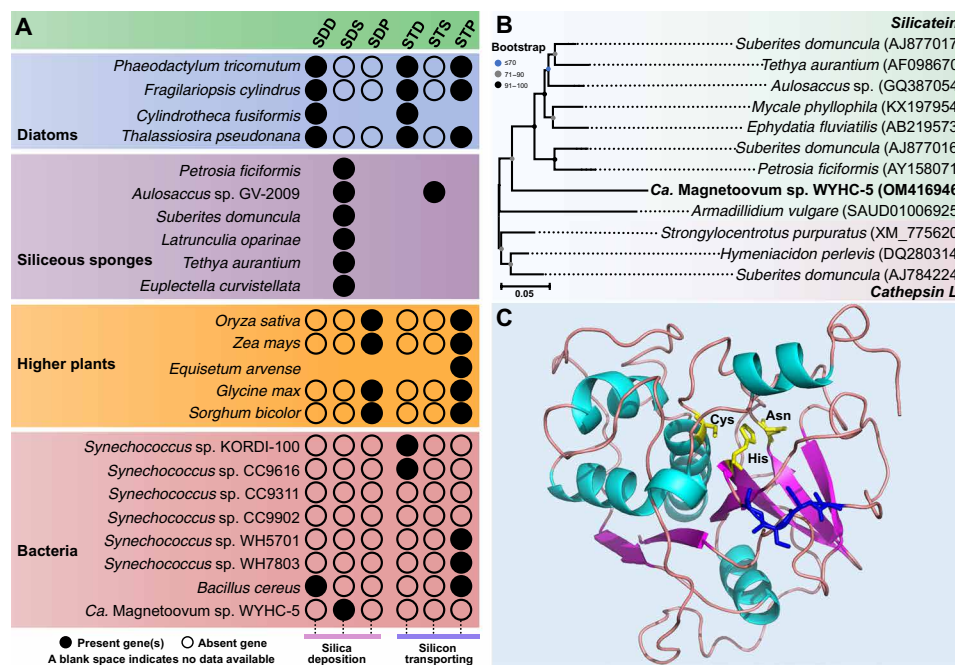 A
SDD SDS SDP STD STS STP
Diatoms
Phaeodactylum tricornutum
Fragilariopsis cylindrus
Cylindrotheca fusiformis
Thalassiosira pseudonana
Siliceous sponges
Petrosia ficiformis
Aulosaccus sp. GV-2009
Suberites domuncula
Latrunculia oparinae
Tethya aurantium
Euplectella curvistellata
Higher plants
Oryza sativa
Zea mays
Equisetum arvense
Glycine max
Sorghum bicolor
Bacteria
Synechococcus sp. KORDI-100
Synechococcus sp. CC9616
Synechococcus sp. CC9311
Synechococcus sp. CC9902
Synechococcus sp. WH5701
Synechococcus sp. WH7803
Bacillus cereus
Ca. Magnetoovum sp. WYHC-5
Present gene(s) Absent gene
A blank space indicates no data available
Silica
deposition
Silicon
transporting
B
Silicatein
Bootstrap
≤70
71–90
91–100
Suberites domuncula (AJ877017
Tethya aurantium (AF098670
Aulosaccus sp. (GQ387054
Mycale phyllophila (KX197954
Ephydatia fluviatilis (AB219573
Suberites domuncula (AJ877016
Petrosia ficiformis (AY158071
Ca. Magnetoovum sp. WYHC-5 (OM416946
Armadillidium vulgare (SAUD01006925
Strongylocentrotus purpuratus (XM_775620
Hymeniacidon perlevis (DQ280314
Suberites domuncula (AJ784224
0.05
Cathepsin L
C
Cys
Asn
His